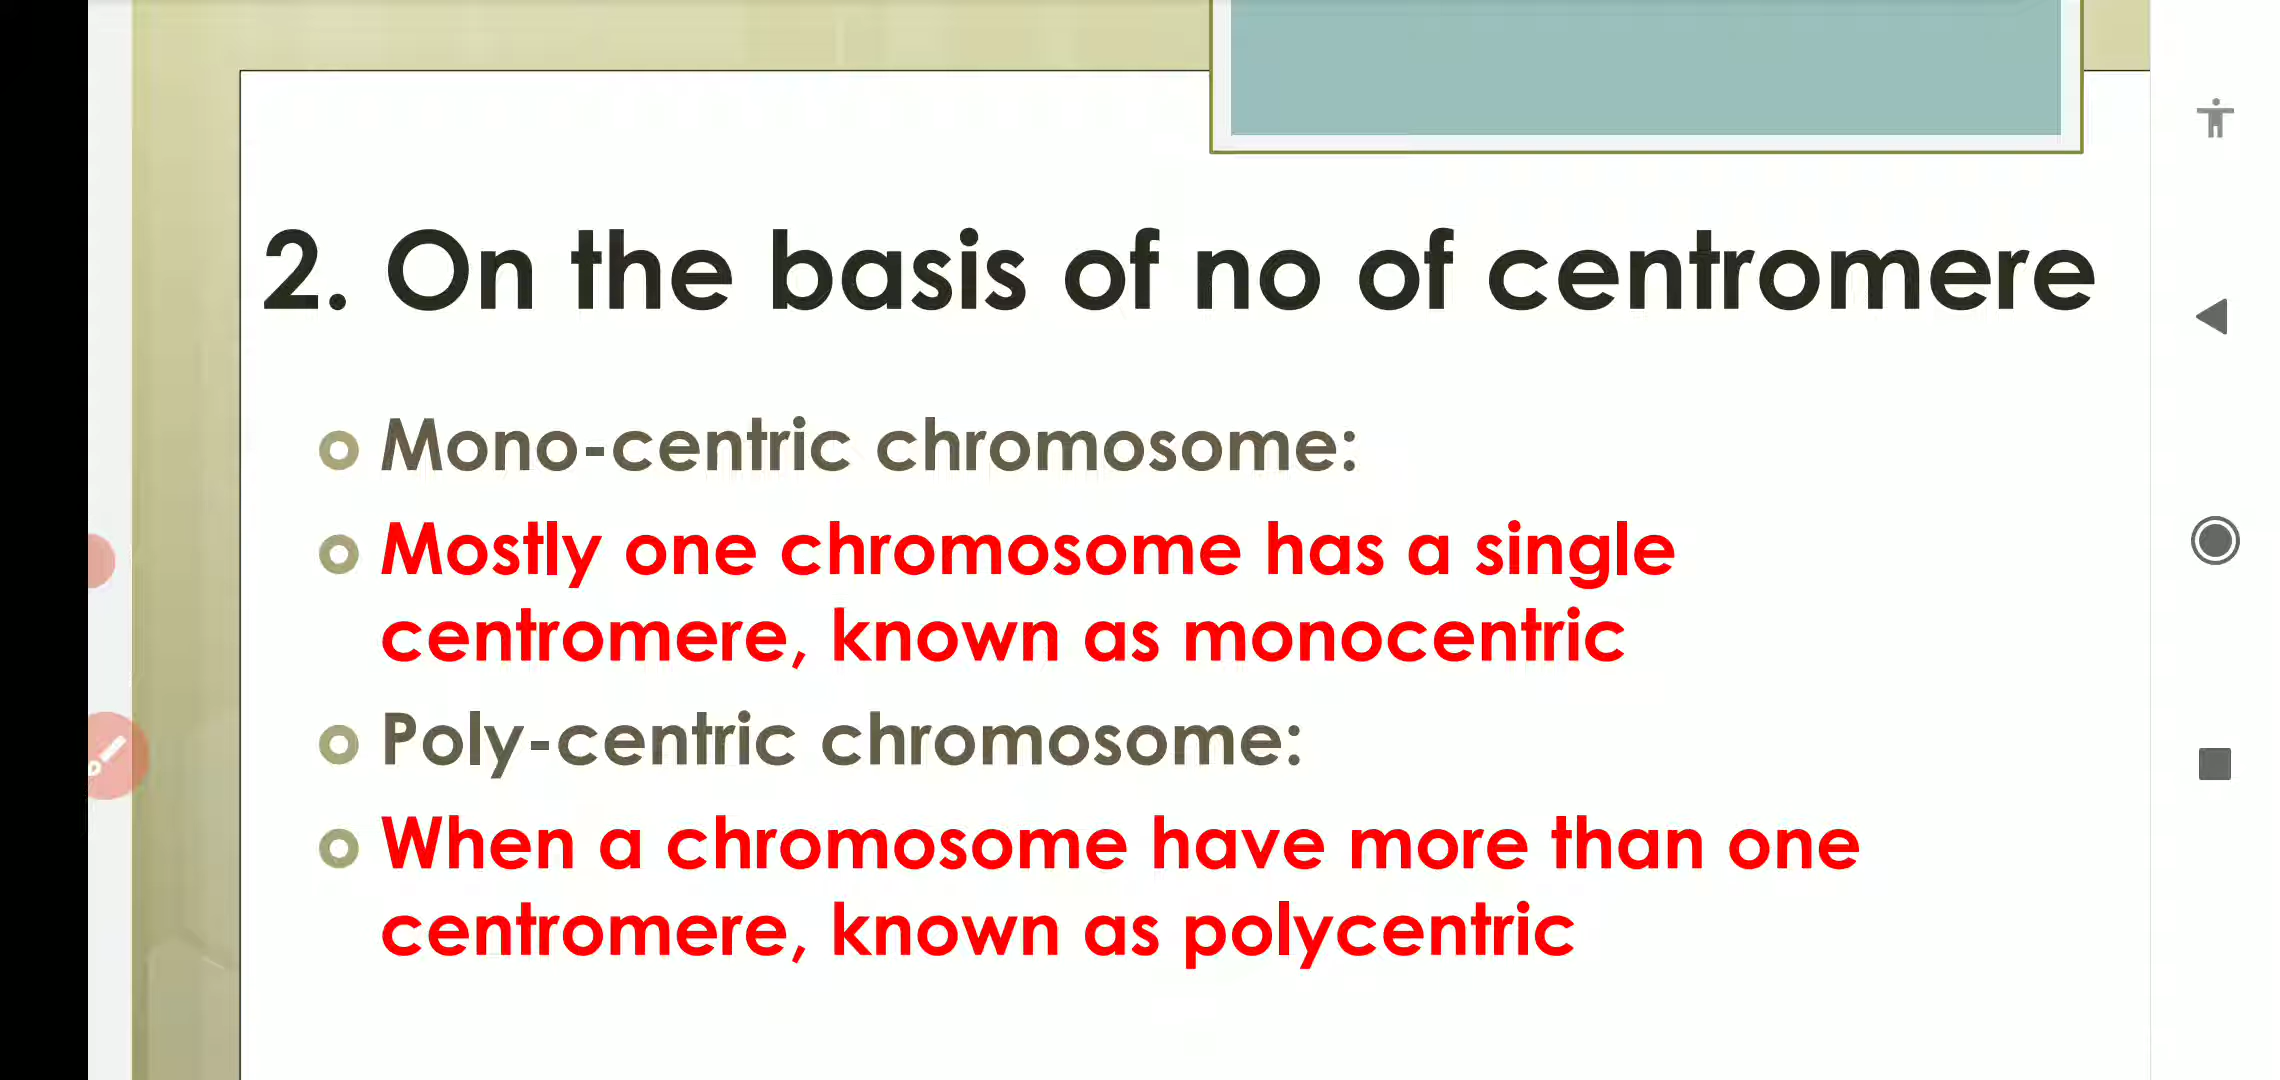 2. On the basis of no of centromere
Mono-centric chromosome:
Mostly one chromosome has a single
centromere, known as monocentric
Poly-centric chromosome:
When a chromosome have more than one
centromere, known as polycentric